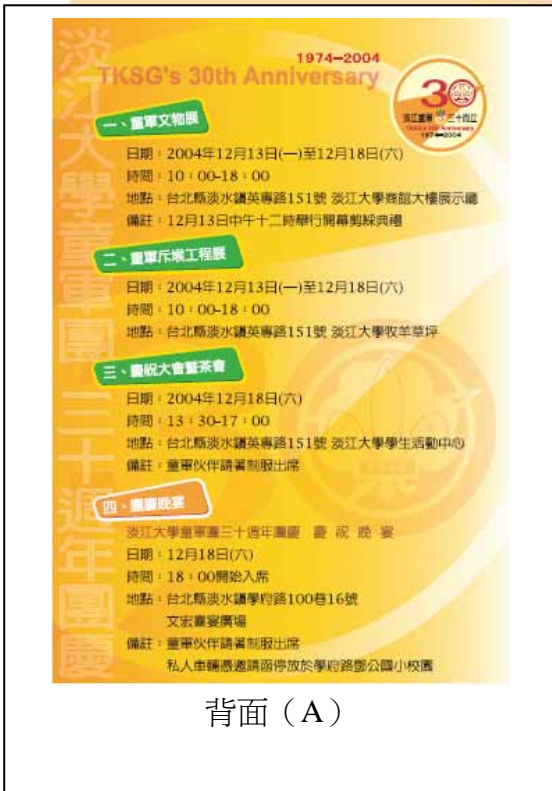 淡江大學童軍團 三十週年團慶
1974-2004
TKSG's 30th Anniversary
30
淡江童軍 三十而立
TKSG's 30th Anniversary
1974-2004
一、童軍文物展
日期：2004年12月13日(一)至12月18日(六)
時間：10：00-18：00
地點：台北縣淡水鎮英專路151號 淡江大學商館大樓展示廳
備註：12月13日中午十二時舉行開幕剪綵典禮
二、童軍斥堠工程展
日期：2004年12月13日(一)至12月18日(六)
時間：10：00-18：00
地點：台北縣淡水鎮英專路151號 淡江大學牧羊草坪
三、慶祝大會暨茶會
日期：2004年12月18日(六)
時間：13：30-17：00
地點：台北縣淡水鎮英專路151號 淡江大學學生活動中心
備註：童軍伙伴請著制服出席
四、團慶晚宴
淡江大學童軍團三十週年團慶 慶 祝 晚 宴
日期：12月18日(六)
時間：18：00開始入席
地點：台北縣淡水鎮學府路100巷16號
文宏喜宴廣場
備註：童軍伙伴請著制服出席
私人車輛憑邀請函停放於學府路鄧公國小校園
背面（A）